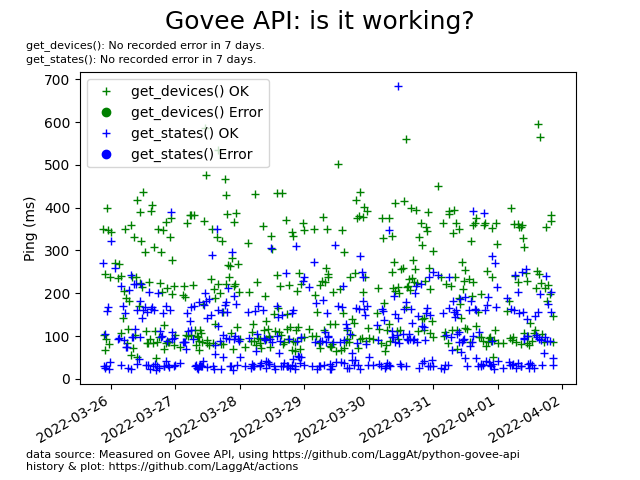 Govee API: is it working?
get_devices(): No recorded error in 7 days.
get_states(): No recorded error in 7 days.
get_devices() OK
get_devices() Error
get_states() OK
get_states() Error
Ping (ms)
700
600
500
400
300
200
100
0
2022-03-26
2022-03-27
2022-03-28
2022-03-29
2022-03-30
2022-03-31
2022-04-01
2022-04-02
data source: Measured on Govee API, using https://github.com/LaggAt/python-govee-api
history & plot: https://github.com/LaggAt/actions